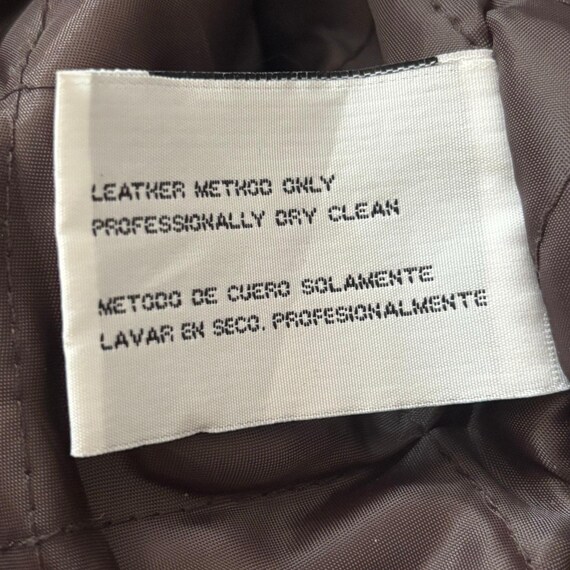 LEATHER METHOD ONLY
PROFESSIONALLY DRY CLEAN
METODO DE CUERO SOLAMENTE
LAVAR EN SECO. PROFESIONALMENTE